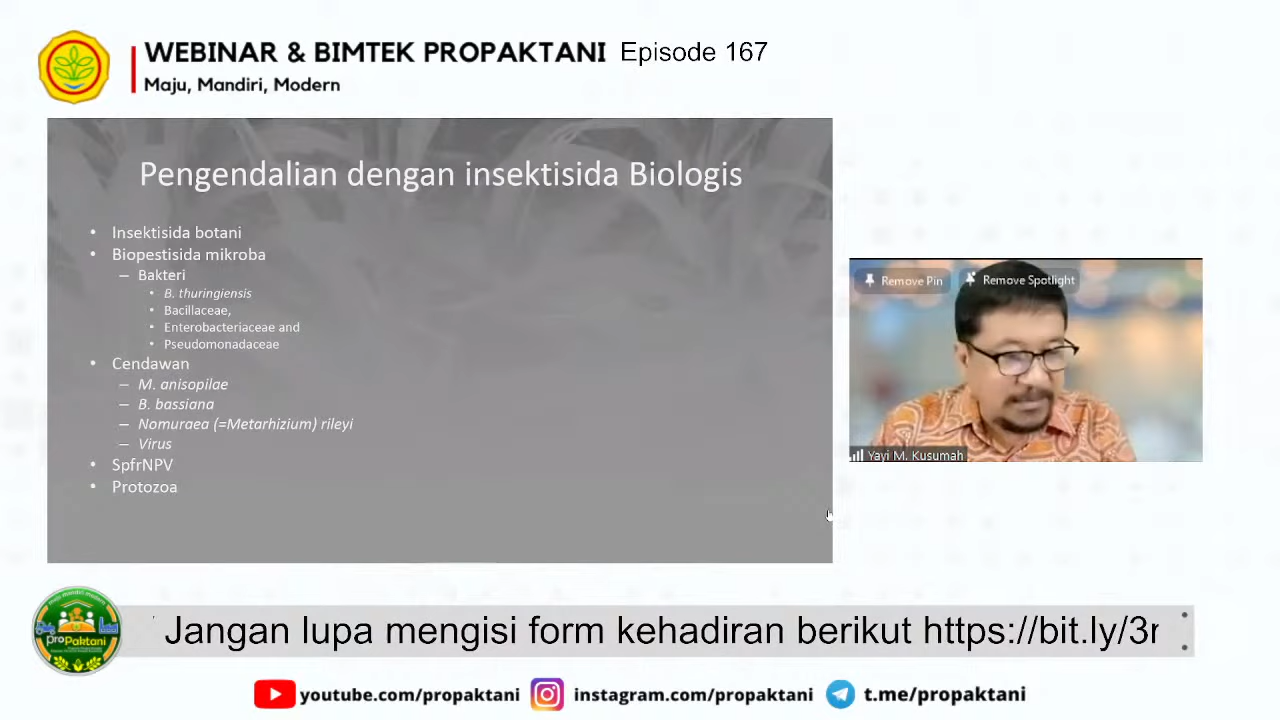 WEBINAR & BIMTEK PROPAKTANI Episode 167
Maju, Mandiri, Modern
Pengendalian dengan insektisida Biologis
• Insektisida botani
• Biopestisida mikroba
– Bakteri
• B. thuringiensis
• Bacillaceae,
• Enterobacteriaceae and
• Pseudomonadaceae
• Cendawan
– M. anisopilae
– B. bassiana
– Nomuraea (=Metarhizium) rileyi
– Virus
• SpfrNPV
• Protozoa
Remove Pin
Remove Spotlight
Yayi M. Kusumah
proPaktani
Jangan lupa mengisi form kehadiran berikut https://bit.ly/3r
youtube.com/propaktani
instagram.com/propaktani
t.me/propaktani